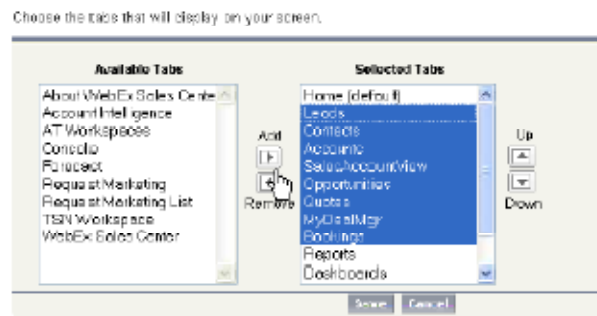 Choose the tabs that will display on your screen.
Available Tabs
About WebEx Sales Cente
Account Intelligence
AT Workspaces
Console
Forecast
Request Marketing
Request Marketing List
TSN Workspace
WebEx Sales Center
Add
Remove
Selected Tabs
Home (default)
Leads
Contacts
Accounts
SalesAccountView
Opportunities
Quotes
MyDealMgr
Bookings
Reports
Dashboards
Up
Down
Save Cancel